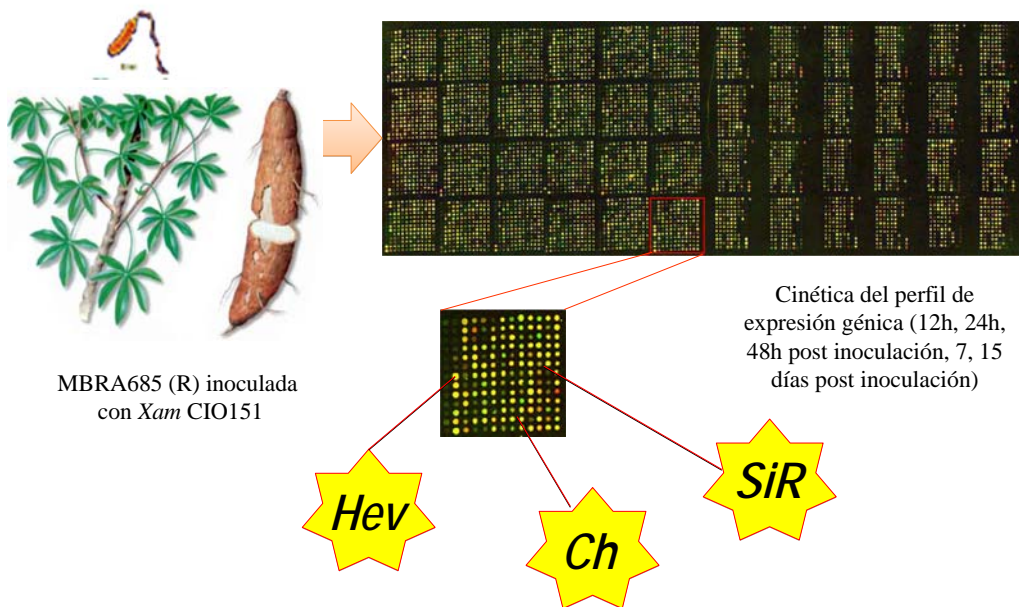 Cinética del perfil de
expresión génica (12h, 24h,
48h post inoculación, 7, 15
días post inoculación)
MBRA685 (R) inoculada
con Xam CIO151
Hev
Ch
SiR